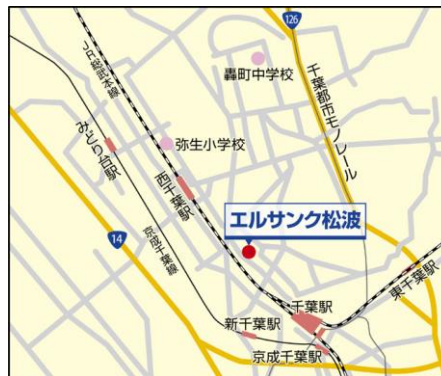 126
JR総武本線
轟町中学校
千葉都市モノレール
みどり台駅
弥生小学校
西千葉駅
エルサンク松波
14
京成千葉線
東千葉駅
千葉駅
新千葉駅
京成千葉駅